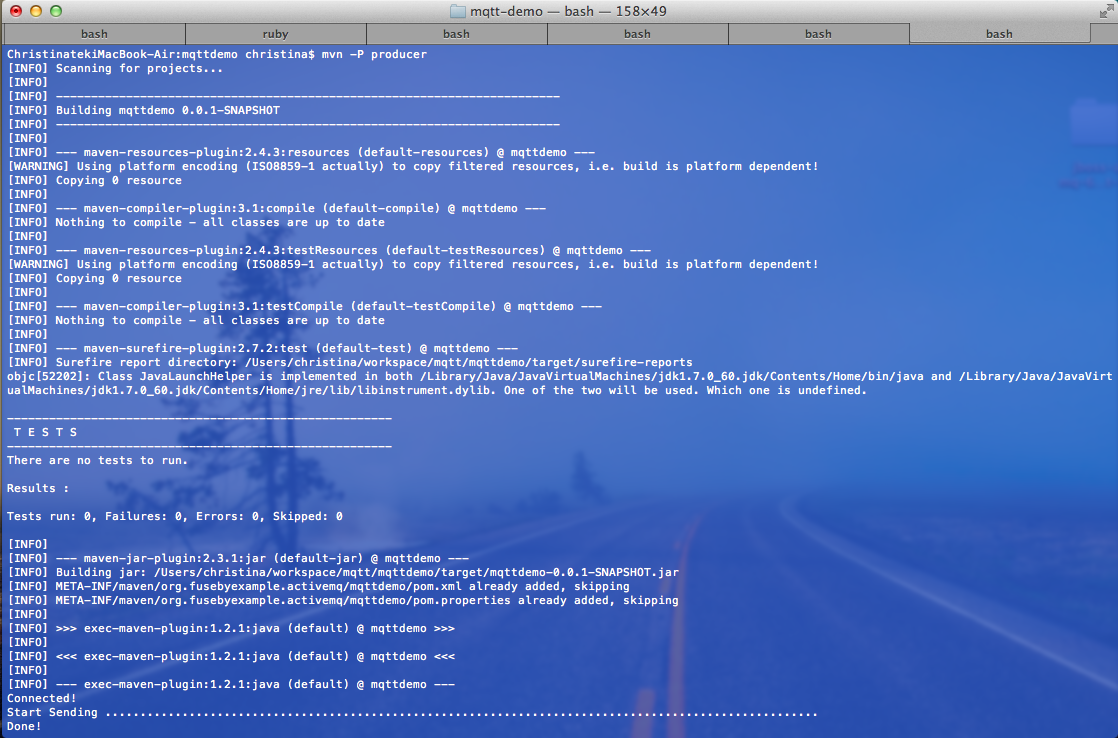 mqtt-demo — bash — 158×49
bash ruby bash bash bash bash
ChristinatekiMacBook-Air:mqttdemo christina$ mvn -P producer
[INFO] Scanning for projects...
[INFO]
[INFO] ------------------------------------------------------------------------
[INFO] Building mqttdemo 0.0.1-SNAPSHOT
[INFO] ------------------------------------------------------------------------
[INFO]
[INFO] --- maven-resources-plugin:2.4.3:resources (default-resources) @ mqttdemo ---
[WARNING] Using platform encoding (ISO8859-1 actually) to copy filtered resources, i.e. build is platform dependent!
[INFO] Copying 0 resource
[INFO]
[INFO] --- maven-compiler-plugin:3.1:compile (default-compile) @ mqttdemo ---
[INFO] Nothing to compile - all classes are up to date
[INFO]
[INFO] --- maven-resources-plugin:2.4.3:testResources (default-testResources) @ mqttdemo ---
[WARNING] Using platform encoding (ISO8859-1 actually) to copy filtered resources, i.e. build is platform dependent!
[INFO] Copying 0 resource
[INFO]
[INFO] --- maven-compiler-plugin:3.1:testCompile (default-testCompile) @ mqttdemo ---
[INFO] Nothing to compile - all classes are up to date
[INFO]
[INFO] --- maven-surefire-plugin:2.7.2:test (default-test) @ mqttdemo ---
[INFO] Surefire report directory: /Users/christina/workspace/mqtt/mqttdemo/target/surefire-reports
objc[52202]: Class JavaLaunchHelper is implemented in both /Library/Java/JavaVirtualMachines/jdk1.7.0_60.jdk/Contents/Home/bin/java and /Library/Java/JavaVirt
ualMachines/jdk1.7.0_60.jdk/Contents/Home/jre/lib/libinstrument.dylib. One of the two will be used. Which one is undefined.
-------------------------------------------------------
T E S T S
-------------------------------------------------------
There are no tests to run.
Results :
Tests run: 0, Failures: 0, Errors: 0, Skipped: 0
[INFO]
[INFO] --- maven-jar-plugin:2.3.1:jar (default-jar) @ mqttdemo ---
[INFO] Building jar: /Users/christina/workspace/mqtt/mqttdemo/target/mqttdemo-0.0.1-SNAPSHOT.jar
[INFO] META-INF/maven/org.fusebyexample.activemq/mqttdemo/pom.xml already added, skipping
[INFO] META-INF/maven/org.fusebyexample.activemq/mqttdemo/pom.properties already added, skipping
[INFO]
[INFO] >>> exec-maven-plugin:1.2.1:java (default) @ mqttdemo >>>
[INFO]
[INFO] <<< exec-maven-plugin:1.2.1:java (default) @ mqttdemo <<<
[INFO]
[INFO] --- exec-maven-plugin:1.2.1:java (default) @ mqttdemo ---
Connected!
Start Sending ......................................................................................................
Done!